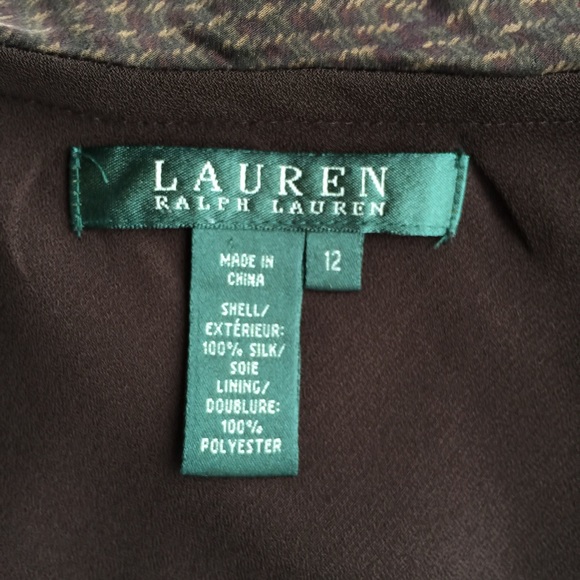 LAUREN
RALPH LAUREN
MADE IN
CHINA
12
SHELL/
EXTÉRIEUR:
100% SILK/
SOIE
LINING/
DOUBLURE:
100%
POLYESTER